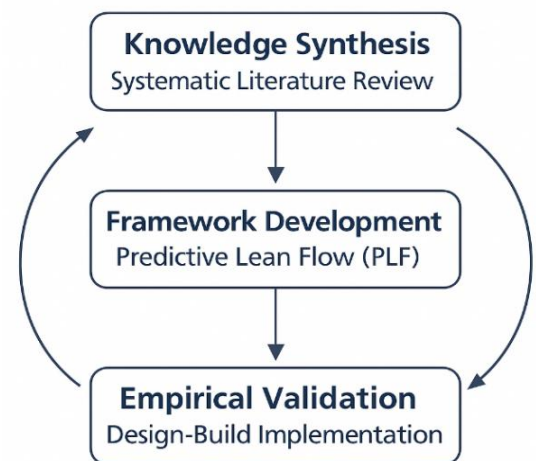 Knowledge Synthesis
Systematic Literature Review
Framework Development
Predictive Lean Flow (PLF)
Empirical Validation
Design-Build Implementation